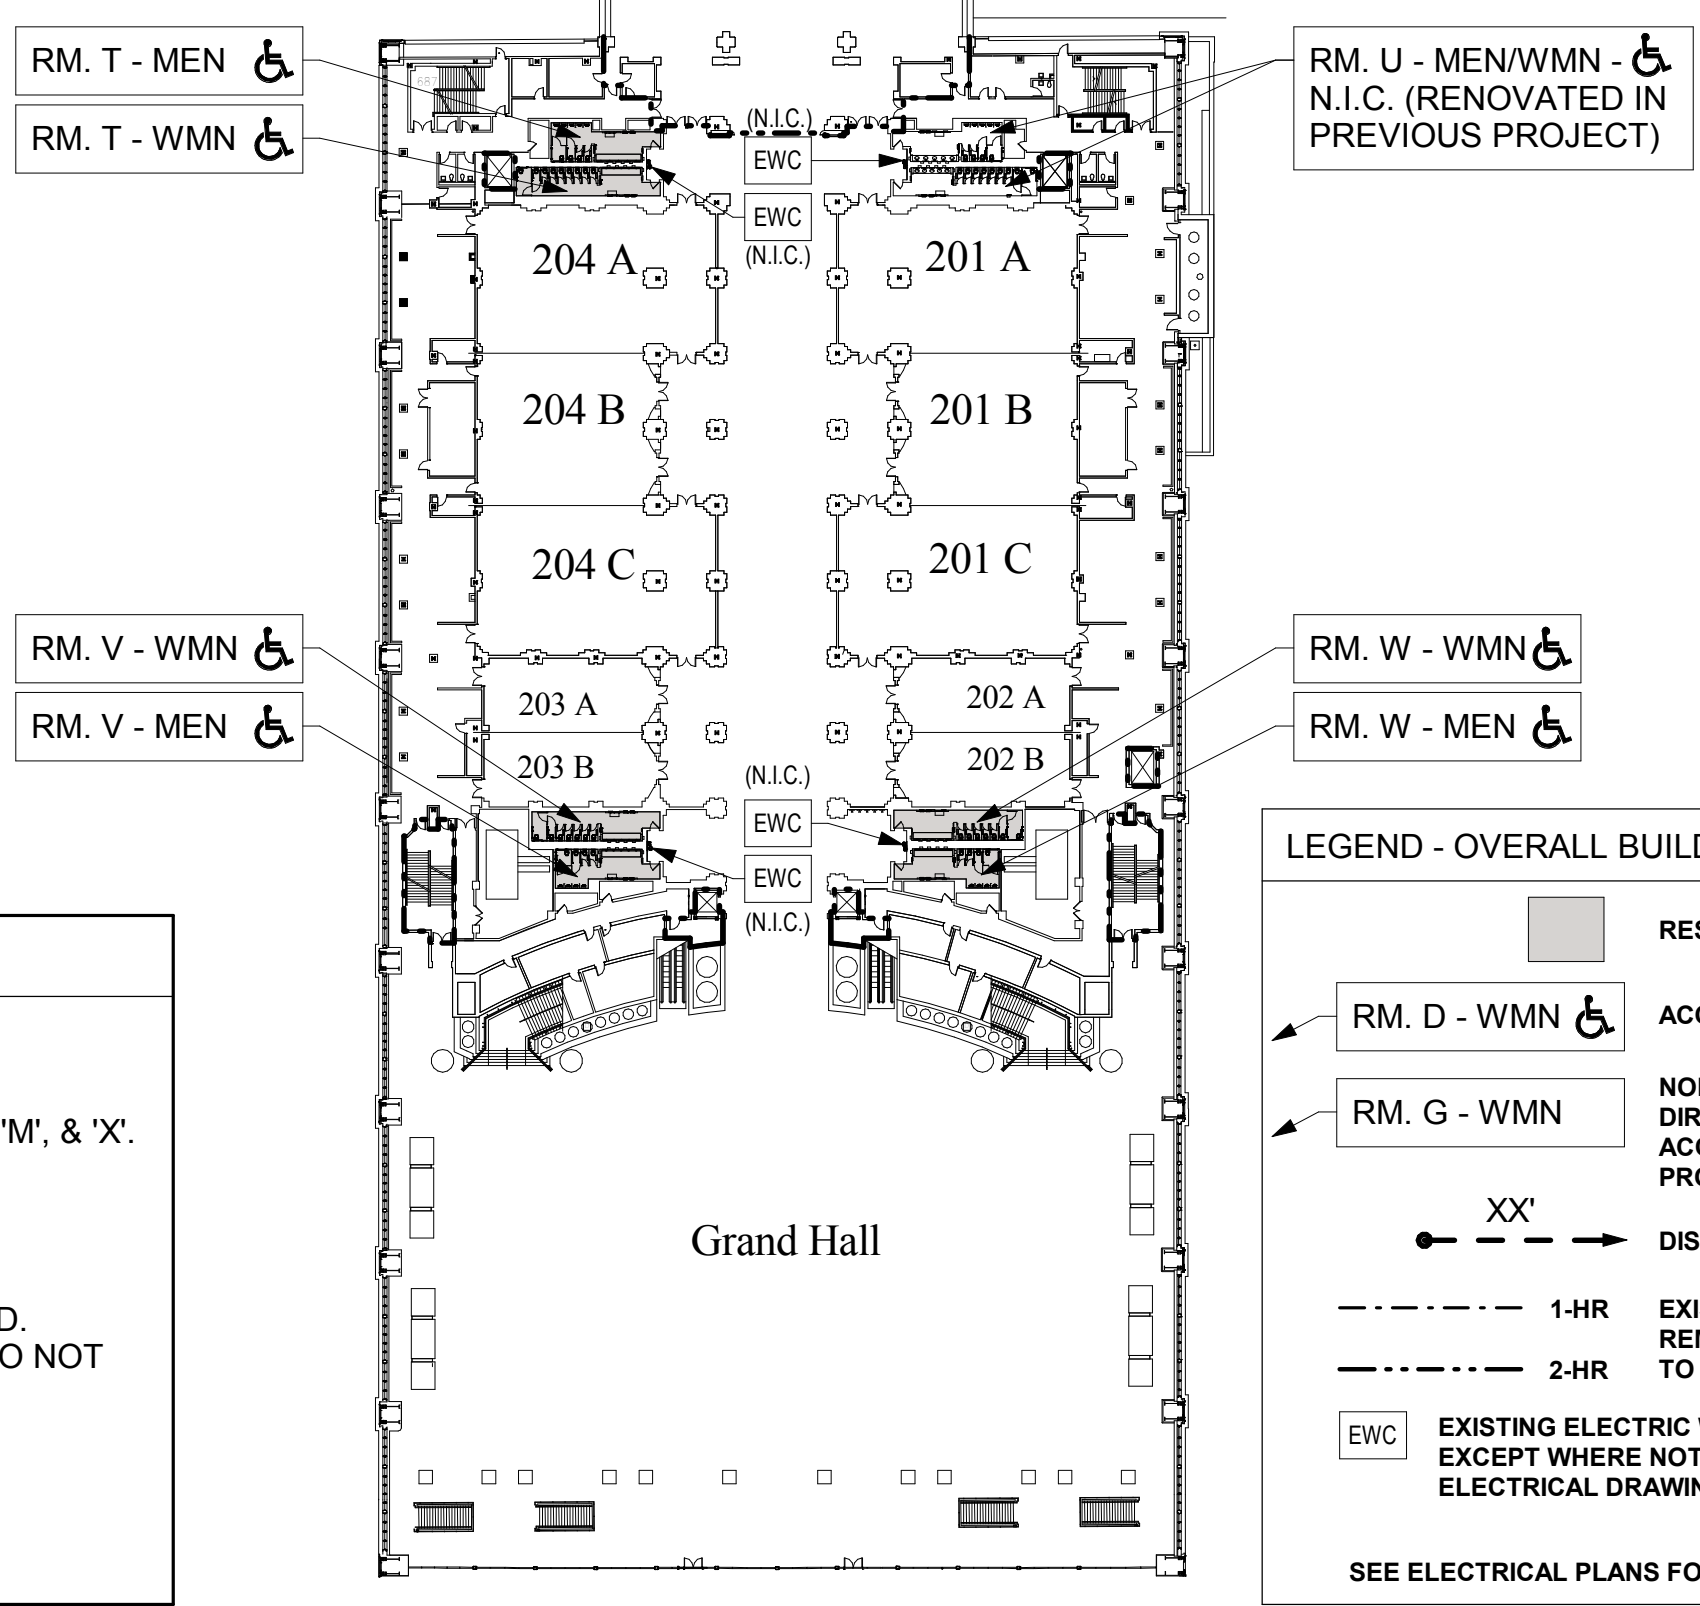 RM. T - MEN
RM. T - WMN
687
(N.I.C.)
EWC
EWC
(N.I.C.)
RM. U - MEN/WMN -
N.I.C. (RENOVATED IN
PREVIOUS PROJECT)
204 A
201 A
204 B
201 B
204 C
201 C
RM. V - WMN
RM. V - MEN
203 A
203 B
202 A
202 B
RM. W - WMN
RM. W - MEN
(N.I.C.)
EWC
EWC
(N.I.C.)
Grand Hall
'M', & 'X'.
D.
O NOT
LEGEND - OVERALL BUILD
RES
RM. D - WMN
ACC
RM. G - WMN
NON
DIR
ACC
PRO
XX'
DIS
1-HR
2-HR
EXI
REM
TO
EWC
EXISTING ELECTRIC W
EXCEPT WHERE NOT
ELECTRICAL DRAWIN
SEE ELECTRICAL PLANS FO